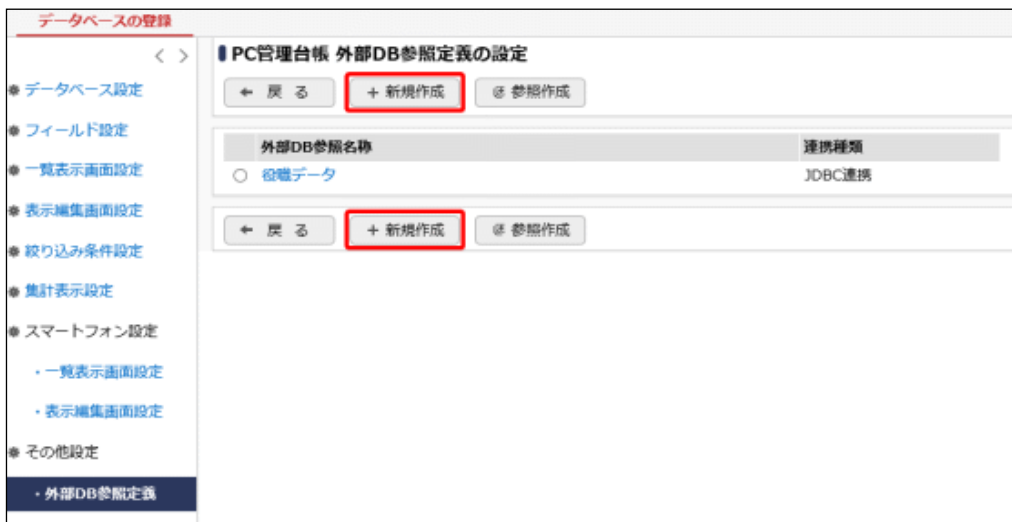 データベースの登録
< >
データベース設定
フィールド設定
一覧表示画面設定
表示編集画面設定
絞り込み条件設定
集計表示設定
スマートフォン設定
・一覧表示画面設定
・表示編集画面設定
その他設定
・外部DB参照定義
PC管理台帳 外部DB参照定義の設定
← 戻 る + 新規作成 参照作成
外部DB参照名称 連携種類
役職データ JDBC連携
← 戻 る + 新規作成 参照作成